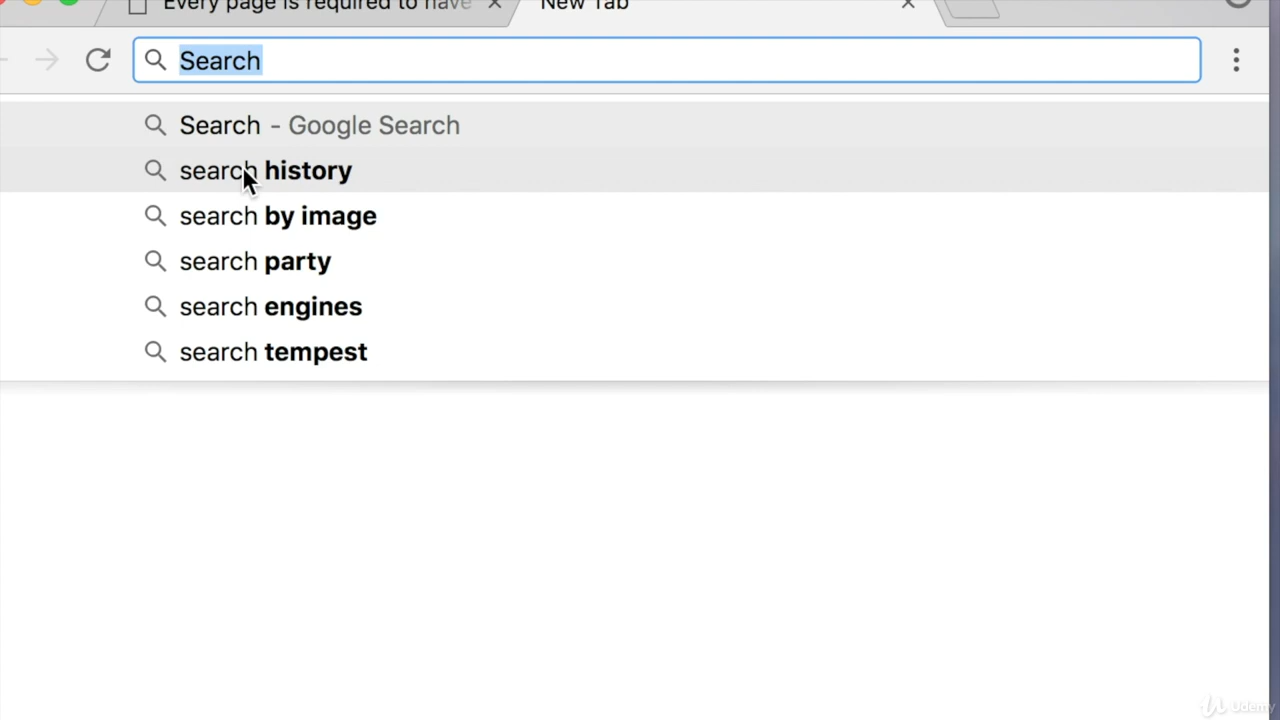 Every page is required to have
New Tab
Search
Search - Google Search
search history
search by image
search party
search engines
search tempest
Udemy